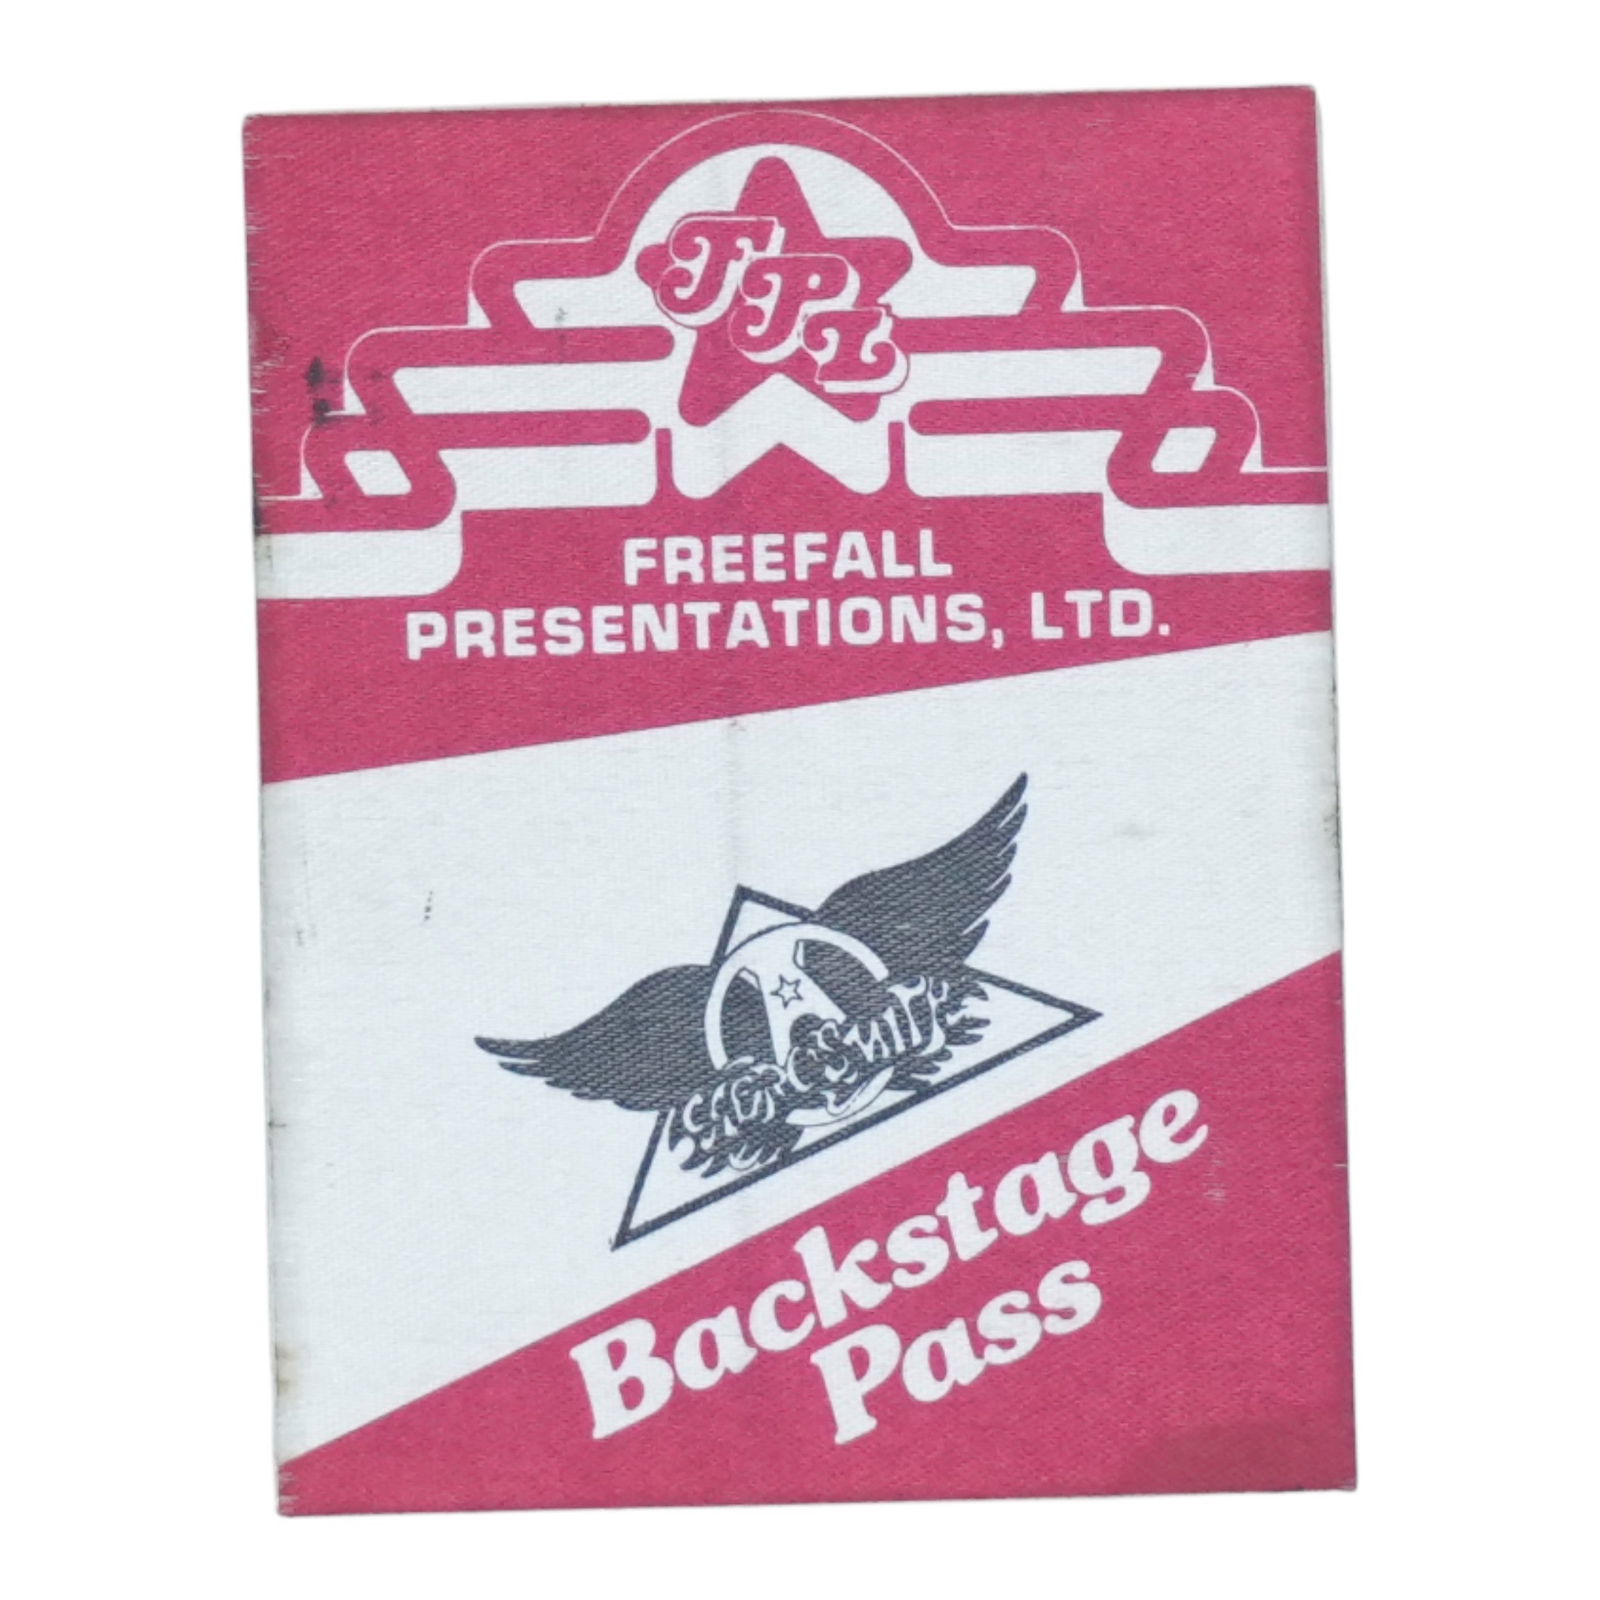 FPL
FREEFALL
PRESENTATIONS, LTD.
AEROSMITH
Backstage
Pass